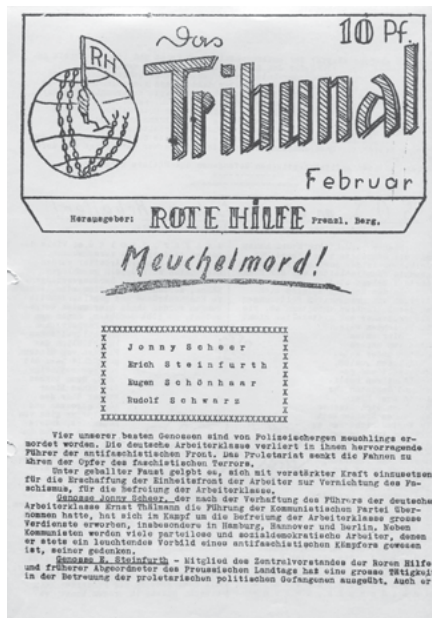 Das
10 Pf.
RH
Tribunal
Februar
Herausgeber: ROTE HILFE Prenzl. Berg.
Meuchelmord!
XXXXXXXXXXXXXXXXXXXXXXXXXXXXXXXXX
X Jonny Scheer X
X Erich Steinfurth X
X Eugen Schönhaar X
X Rudolf Schwarz X
XXXXXXXXXXXXXXXXXXXXXXXXXXXXXXXXX
Vier unserer besten Genossen sind von Polizeischergen meuchlings er-
mordet worden. Die deutsche Arbeiterklasse verliert in ihnen hervorragende
Führer der antifaschistischen Front. Das Proletariat senkt die Fahnen zu
Ehren der Opfer des faschistischen Terrors.
Unter geballter Faust gelobt es, sich mit verstärkter Kraft einzusetzen
für die Erschaffung der Einheitsfront der Arbeiter zur Vernichtung des Fa-
schismus, für die Befreiung der Arbeiterklasse.
Genosse Jonny Scheer, der nach der Verhaftung des Führers der deutsche
Arbeiterklasse Ernst Thälmann die Führung der Kommunistischen Partei über-
nommen hatte, hat sich im Kampf um die Befreiung der Arbeiterklasse grosse
Verdienste erworben, insbesondere in Hamburg, Hannover und Berlin. Neben
Kommunisten werden viele parteilose und sozialdemokratische Arbeiter, denen
er stets ein leuchtendes Vorbild eines antifaschistischen Kämpfers gewesen
ist, seiner gedenken.
Genosse E. Steinfurth - Mitglied des Zentralvorstandes der Roten Hilfe
und früherer Abgeordneter des Preussischen Landtags hat eine grosse Tätigkeit
in der Betreuung der proletarischen politischen Gefangenen ausgeübt. Auch er